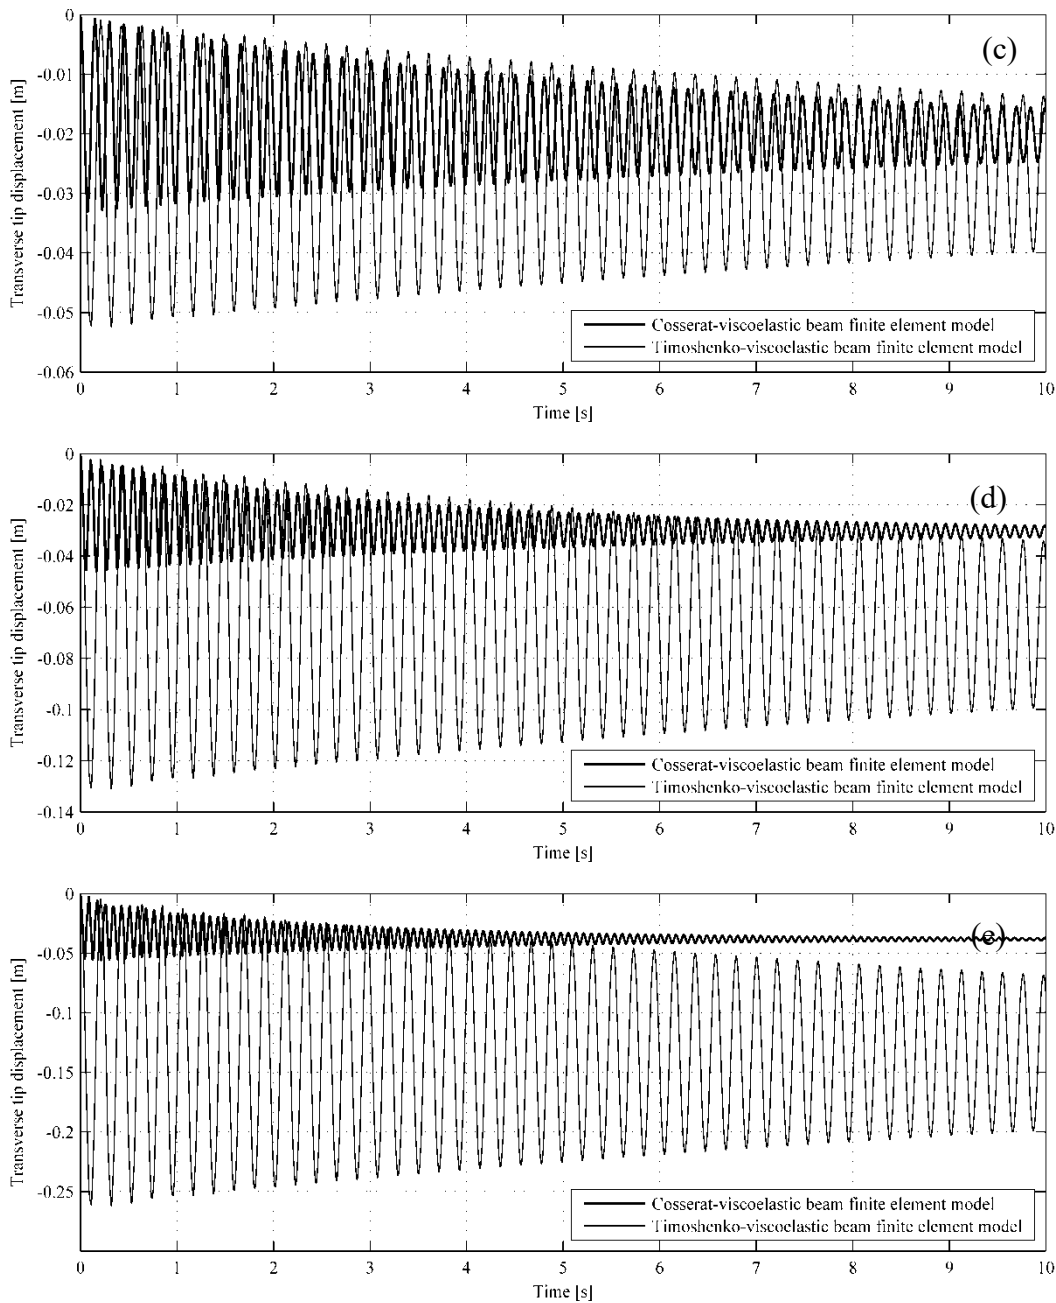 0
-0.01
-0.02
-0.03
-0.04
-0.05
-0.06
Transverse tip displacement [m]
(c)
Cosserat-viscoelastic beam finite element model
Timoshenko-viscoelastic beam finite element model
0 1 2 3 4 5 6 7 8 9 10
Time [s]
0
-0.02
-0.04
-0.06
-0.08
-0.1
-0.12
-0.14
Transverse tip displacement [m]
(d)
Cosserat-viscoelastic beam finite element model
Timoshenko-viscoelastic beam finite element model
0 1 2 3 4 5 6 7 8 9 10
Time [s]
0
-0.05
-0.1
-0.15
-0.2
-0.25
Transverse tip displacement [m]
(e)
Cosserat-viscoelastic beam finite element model
Timoshenko-viscoelastic beam finite element model
0 1 2 3 4 5 6 7 8 9 10
Time [s]